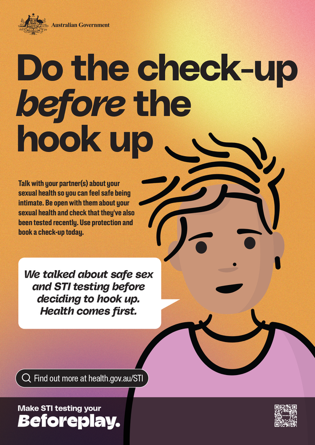 Australian Government
Do the check-up
before the
hook up
Talk with your partner(s) about your
sexual health so you can feel safe being
intimate. Be open with them about your
sexual health and check that they've also
been tested recently. Use protection and
book a check-up today.
We talked about safe sex
and STI testing before
deciding to hook up.
Health comes first.
Find out more at health.gov.au/STI
Make STI testing your
Beforeplay.